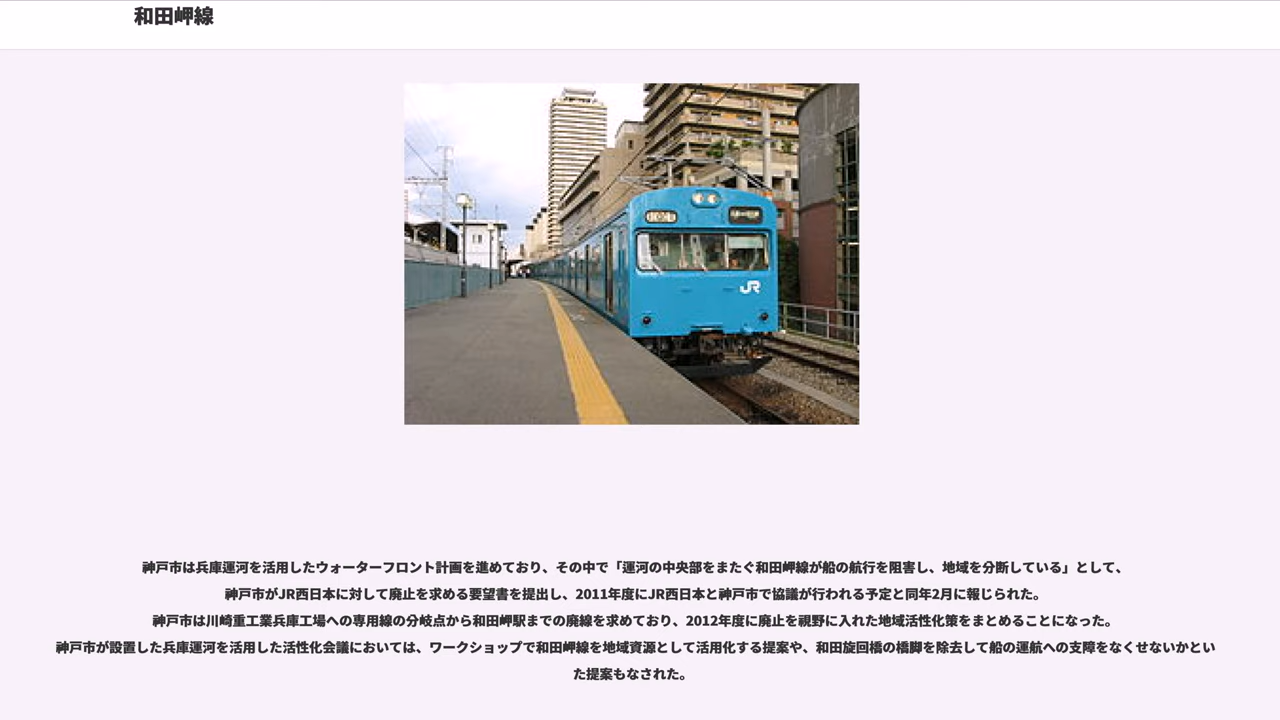 和田岬線
JR
神戸市は兵庫運河を活用したウォーターフロント計画を進めており、その中で「運河の中央部をまたぐ和田岬線が船の航行を阻害し、地域を分断している」として、
神戸市がJR西日本に対して廃止を求める要望書を提出し、2011年度にJR西日本と神戸市で協議が行われる予定と同年2月に報じられた。
神戸市は川崎重工業兵庫工場への専用線の分岐点から和田岬駅までの廃線を求めており、2012年度に廃止を視野に入れた地域活性化策をまとめることになった。
神戸市が設置した兵庫運河を活用した活性化会議においては、ワークショップで和田岬線を地域資源として活用化する提案や、和田旋回橋の橋脚を除去して船の運航への支障をなくせないかとい
た提案もなされた。